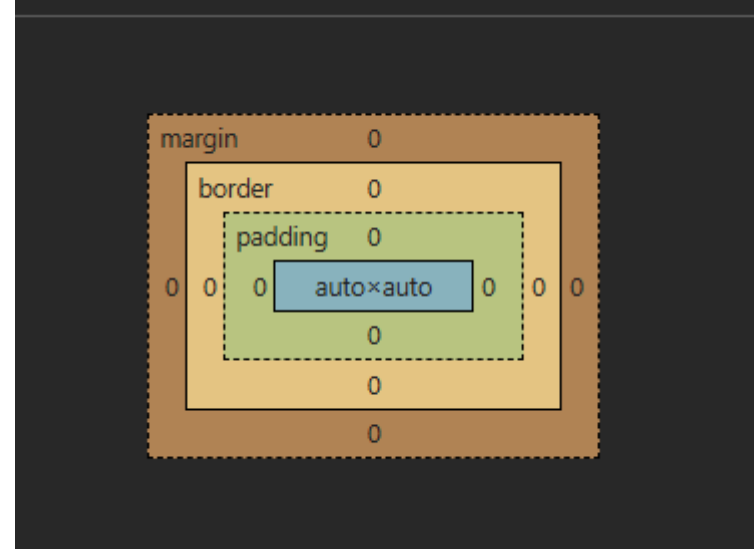 margin 0
border 0
padding 0
0 0 0 auto×auto 0 0 0
0
0
0